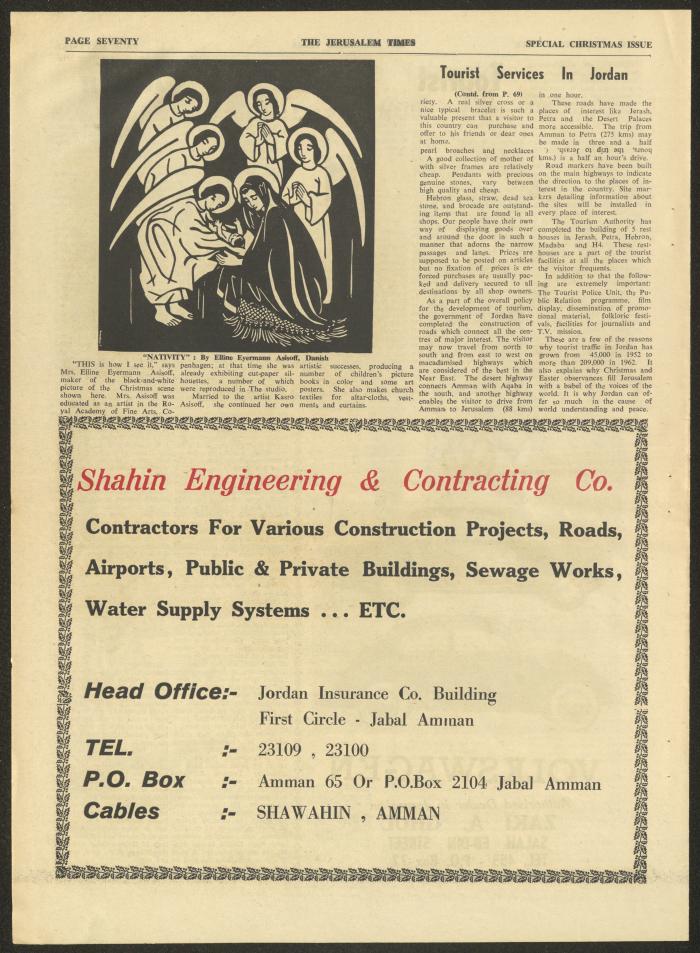 PAGE SEVENTY
THE JERUSALEM TIMES
SPECIAL CHRISTMAS ISSUE
"NATIVITY" : By Elline Eyermann Asisoff, Danish
"THIS is how I see it," says
Mrs. Elline Eyermann Asisoff,
maker of the black-and-white
picture of the Christmas scene
shown here. Mrs. Asisoff was
educated as an artist in the Ro-
yal Academy of Fine Arts, Co-
penhagen; at that time she was
already exhibiting cut-paper sil-
houettes, a number of which
were reproduced in The studio.
Married to the artist Kasro
Asisoff, she continued her own
artistic successes, producing a
number of children's picture
books in color and some art
posters. She also makes church
textiles for altar-cloths, vest-
ments and curtains.
Tourist Services In Jordan
(Contd. from P. 69)
riety. A real silver cross or a
nice typical bracelet is such a
valuable present that a visitor to
this country can purchase and
offer to his friends or dear ones
at home.
pearl broaches and necklaces
A good collection of mother of
with silver frames are relatively
cheap. Pendants with precious
genuine stones, vary between
high quality and cheap.
Hebron glass, straw, dead sea
stone, and brocade are outstand-
ing items that are found in all
shops. Our people have their own
way of displaying goods over
and around the door in such a
manner that adorns the narrow
passages and lanes. Prices are
supposed to be posted on articles
but no fixation of prices is en-
forced purchases are usually pac-
ked and delivery secured to all
destinations by all shop owners.
As a part of the overall policy
for the development of tourism,
the government of Jordan have
completed the construction of
roads which connect all the cen-
tres of major interest. The visitor
may now travel from north to
south and from east to west on
macadamised highways which
are considered of the best in the
Near East. The desert highway
connects Amman with Aqaba in
the south, and another highway
enables the visitor to drive from
Amman to Jerusalem (88 kms)
in one hour.
These roads have made the
places of interest like Jerash,
Petra and the Desert Palaces
more accessible. The trip from
Amman to Petra (275 kms) may
be made in three and a half
kms.) is a half an hour's drive.
Road markers have been built
on the main highways to indicate
the direction to the places of in-
terest in the country. Site mar-
kers detailing information about
the sites will be installed in
every place of interest.
The Tourism Authority has
completed the building of 5 rest
houses in Jerash, Petra, Hebron,
Madaba and H4. These rest-
houses are a part of the tourist
facilities at all the places which
the visitor frequents.
In addition to that the follow-
ing are extremely important:
The Tourist Police Unit, the Pu-
blic Relation programme, film
display, dissemination of promo-
tional material, folkloric festi-
vals, facilities for journalists and
T.V. mission.
These are a few of the reasons
why tourist traffic in Jordan has
grown from 45,000 in 1952 to
more than 209,000 in 1962. It
also explains why Christmas and
Easter observances fill Jerusalem
with a babel of the voices of the
world. It is why Jordan can of-
fer so much in the cause of
world understanding and peace.
Shahin Engineering & Contracting Co.
Contractors For Various Construction Projects, Roads,
Airports, Public & Private Buildings, Sewage Works,
Water Supply Systems ... ETC.
Head Office:- Jordan Insurance Co. Building
First Circle - Jabal Amman
TEL. :- 23109 , 23100
P.O. Box :- Amman 65 Or P.O.Box 2104 Jabal Amman
Cables :- SHAWAHIN , AMMAN